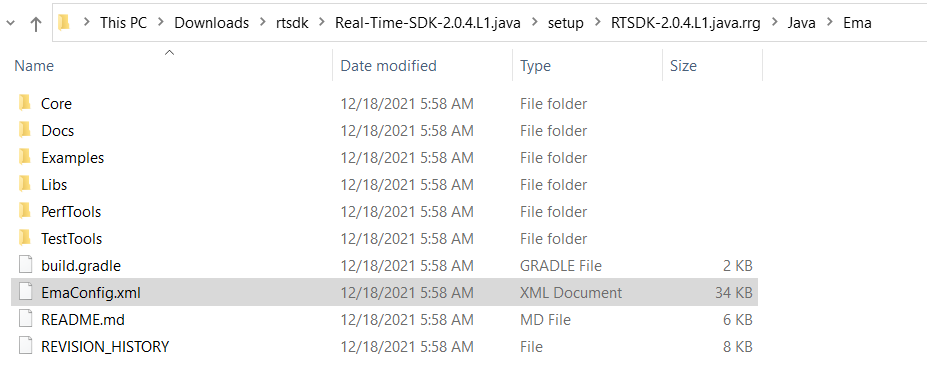 This PC > Downloads > rtsdk > Real-Time-SDK-2.0.4.L1.java > setup > RTSDK-2.0.4.L1.java.rrg > Java > Ema
Name Date modified Type Size
Core 12/18/2021 5:58 AM File folder
Docs 12/18/2021 5:58 AM File folder
Examples 12/18/2021 5:58 AM File folder
Libs 12/18/2021 5:58 AM File folder
PerfTools 12/18/2021 5:58 AM File folder
TestTools 12/18/2021 5:58 AM File folder
build.gradle 12/18/2021 5:58 AM GRADLE File 2 KB
EmaConfig.xml 12/18/2021 5:58 AM XML Document 34 KB
README.md 12/18/2021 5:58 AM MD File 6 KB
REVISION_HISTORY 12/18/2021 5:58 AM File 8 KB